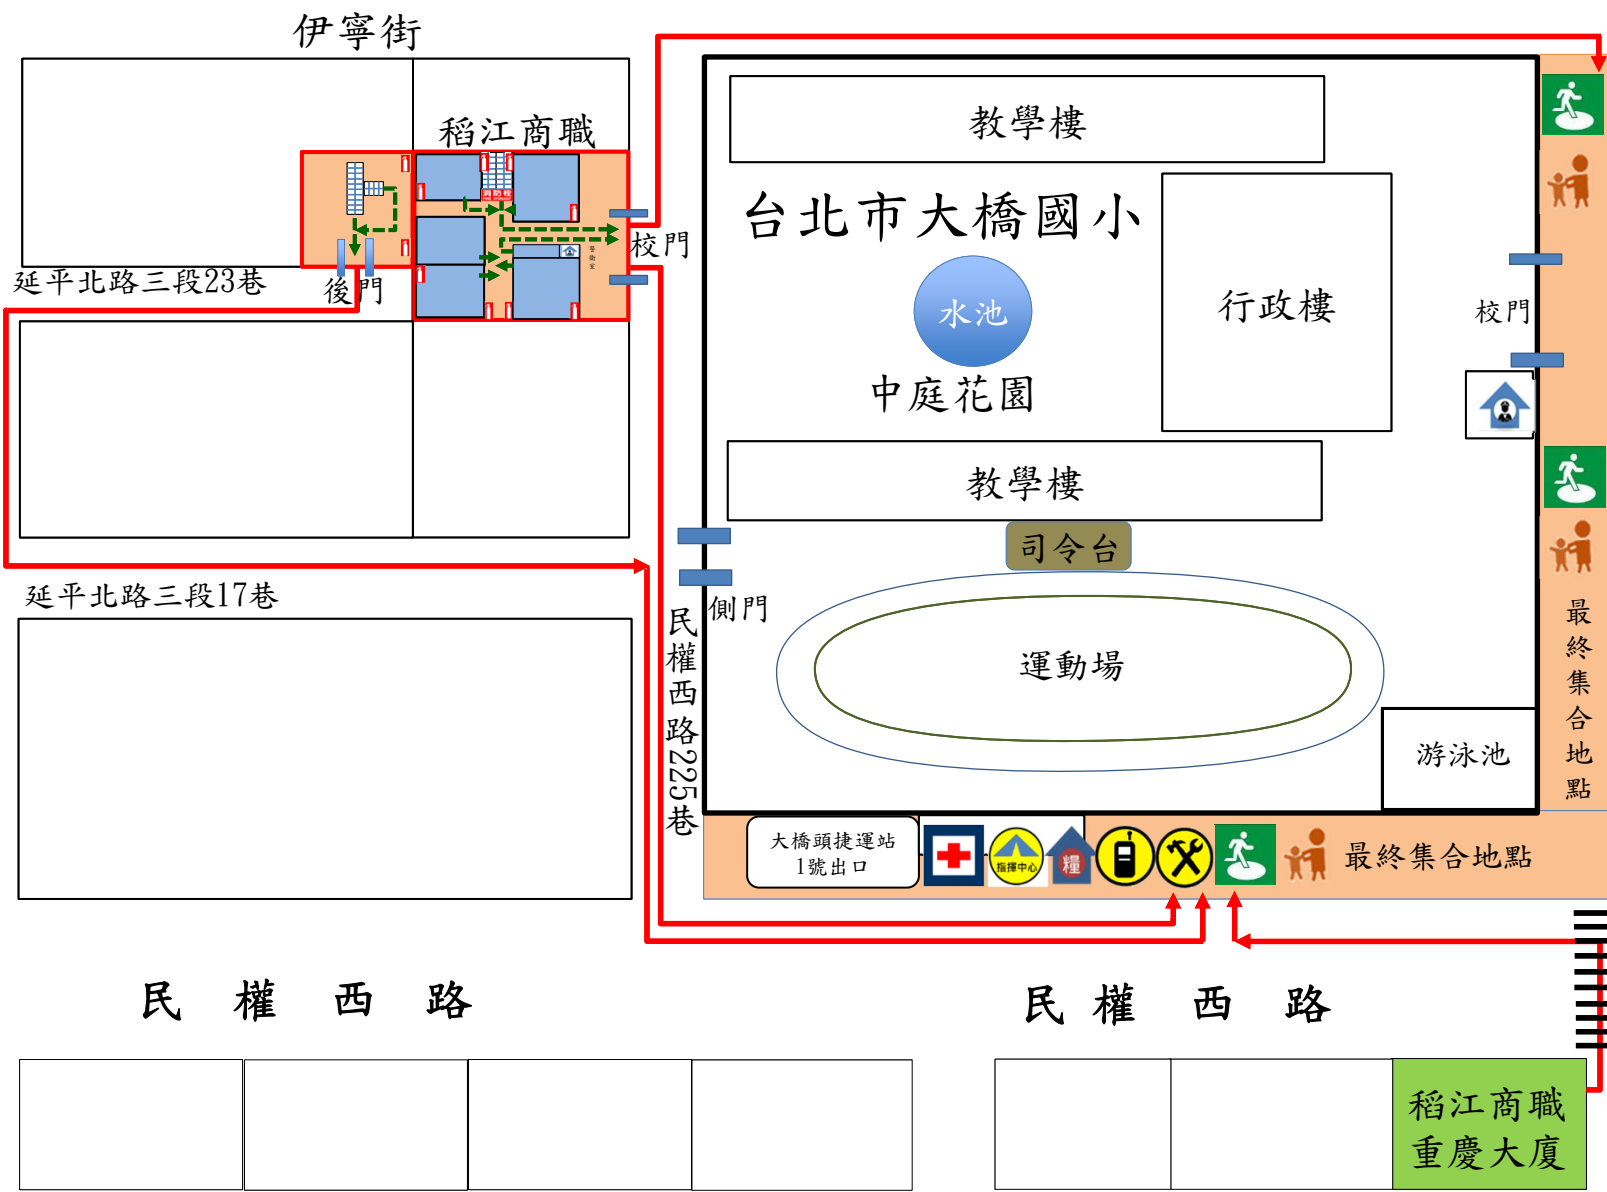 伊寧街
稻江商職
消防栓
警衛室
校門
後門
延平北路三段23巷
延平北路三段17巷
民權西路225巷
教學樓
台北市大橋國小
水池
中庭花園
行政樓
校門
教學樓
司令台
側門
運動場
游泳池
最終集合地點
大橋頭捷運站
1號出口
指揮中心
糧
最終集合地點
民權西路
民權西路
稻江商職
重慶大廈